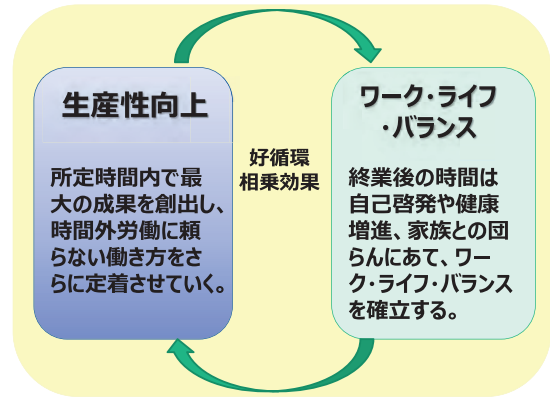 生産性向上
所定時間内で最
大の成果を創出し、
時間外労働に頼
らない働き方をさ
らに定着させていく。
好循環
相乗効果
ワーク・ライフ
・バランス
終業後の時間は
自己啓発や健康
増進、家族との団
らんにあて、ワー
ク・ライフ・バランス
を確立する。